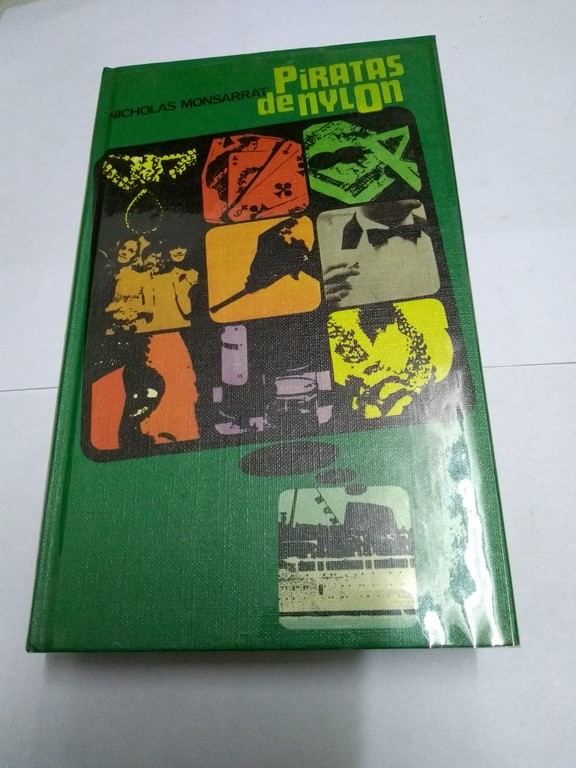 NICHOLAS MONSARRAT
PiRATAS
de NYLON